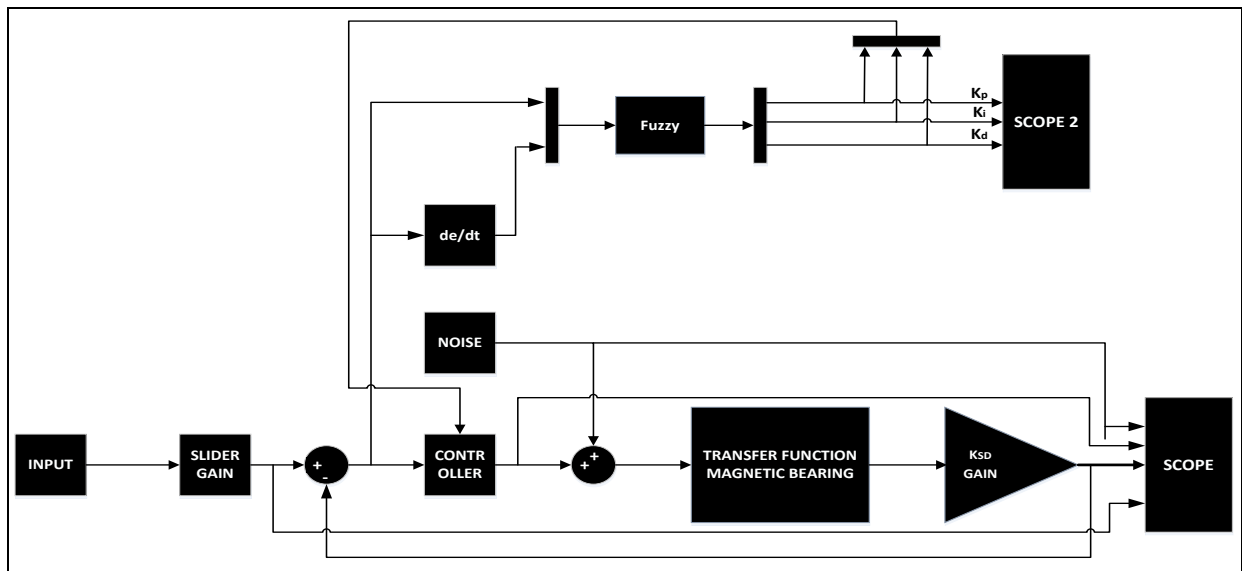 Kp
Ki
Kd
SCOPE 2
Fuzzy
de/dt
NOISE
INPUT
SLIDER
GAIN
+
-
CONTR
OLLER
+
+
TRANSFER FUNCTION
MAGNETIC BEARING
KSD
GAIN
SCOPE